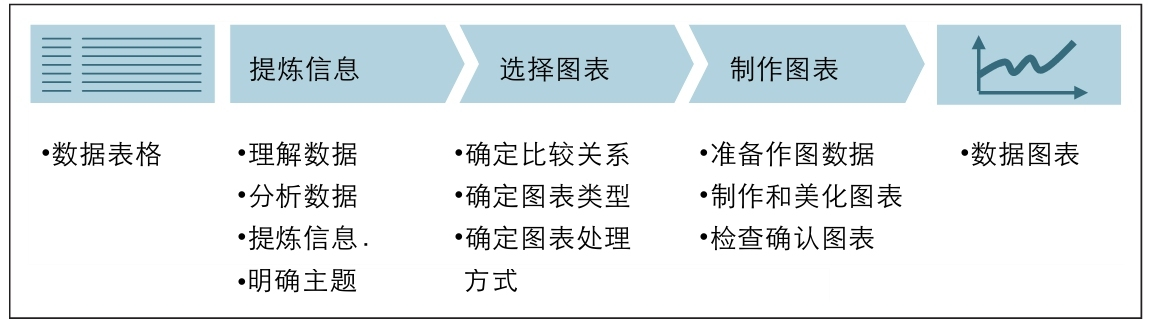 提炼信息
选择图表
制作图表
•数据表格
•理解数据
•分析数据
•提炼信息.
•明确主题
•确定比较关系
•确定图表类型
•确定图表处理
方式
•准备作图数据
•制作和美化图表
•检查确认图表
•数据图表